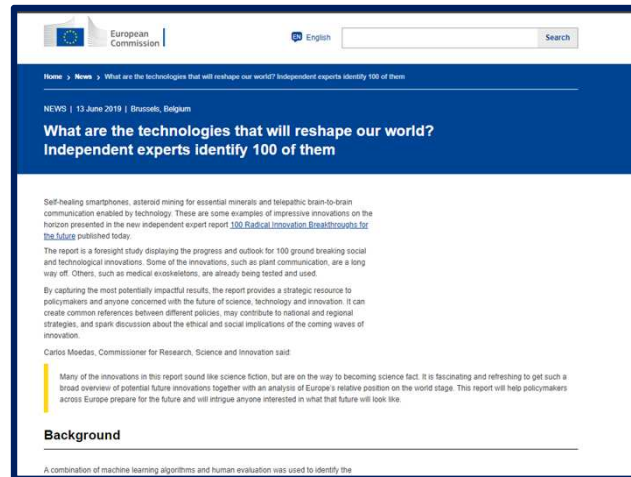 European
Commission
EN English
Search
Home > News > What are the technologies that will reshape our world? Independent experts identify 100 of them
NEWS | 13 June 2019 | Brussels, Belgium
What are the technologies that will reshape our world?
Independent experts identify 100 of them
Self-healing smartphones, asteroid mining for essential minerals and telepathic brain-to-brain
communication enabled by technology. These are some examples of impressive innovations on the
horizon presented in the new independent expert report 100 Radical Innovation Breakthroughs for
the future published today.
The report is a foresight study displaying the progress and outlook for 100 ground breaking social
and technological innovations. Some of the innovations, such as plant communication, are a long
way off. Others, such as medical exoskeletons, are already being tested and used.
By capturing the most potentially impactful results, the report provides a strategic resource to
policymakers and anyone concerned with the future of science, technology and innovation. It can
create common references between different policies, may contribute to national and regional
strategies, and spark discussion about the ethical and social implications of the coming waves of
innovation.
Carlos Moedas, Commissioner for Research, Science and Innovation said:
Many of the innovations in this report sound like science fiction, but are on the way to becoming science fact. It is fascinating and refreshing to get such a
broad overview of potential future innovations together with an analysis of Europe's relative position on the world stage. This report will help policymakers
across Europe prepare for the future and will intrigue anyone interested in what that future will look like.
Background
A combination of machine learning algorithms and human evaluation was used to identify the